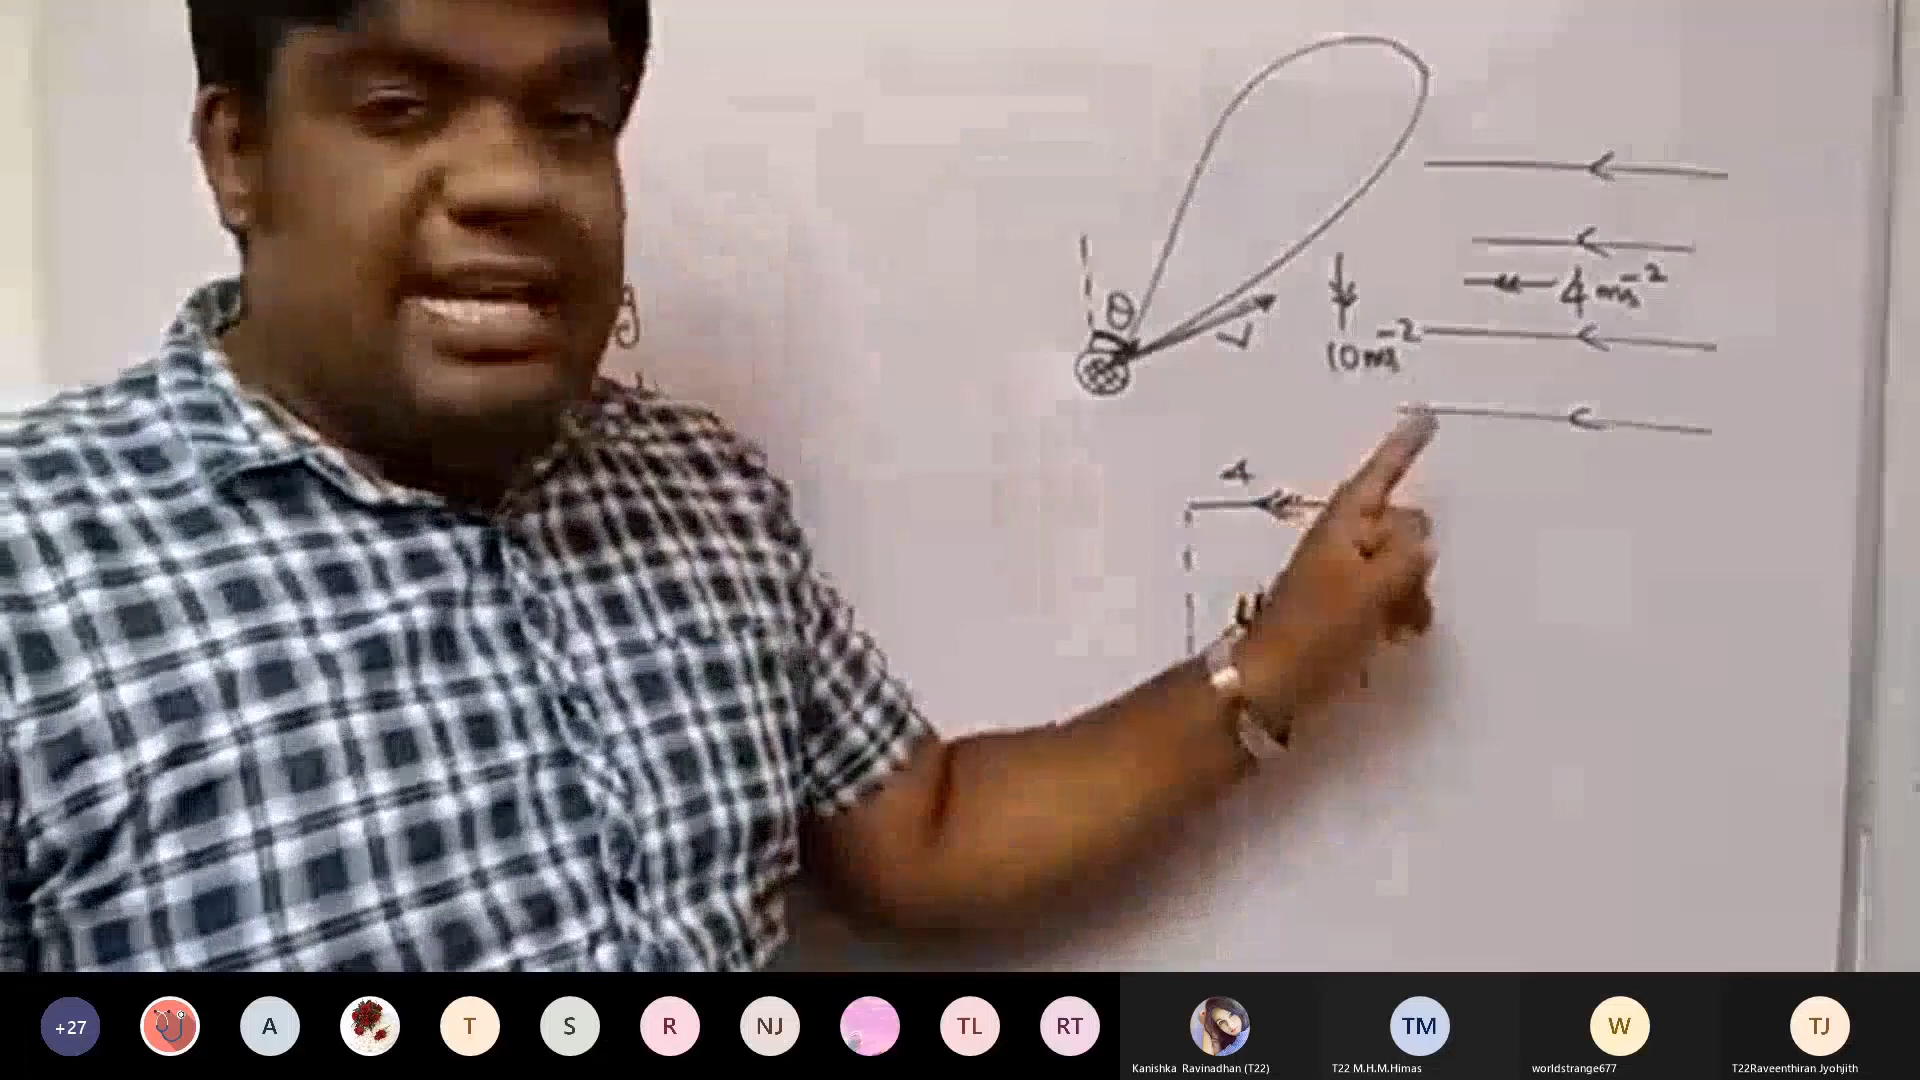 θ
4 ms⁻²
V
10 ms⁻²
4
u
+27
A
T
S
R
NJ
TL
RT
TM
W
TJ
Kanishka Ravinadhan (T22)
T22 M.H.M.Himas
worldstrange677
T22Raveenthiran Jyohjith